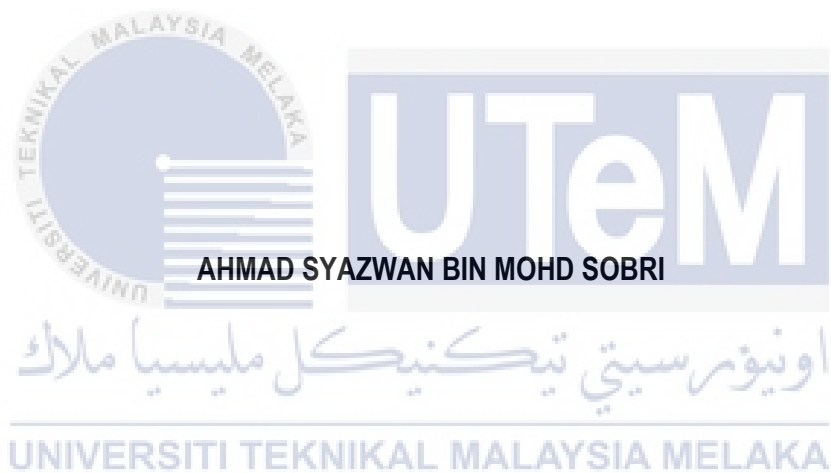 UNIVERSITI TEKNIKAL MALAYSIA MELAKA
UTeM
AHMAD SYAZWAN BIN MOHD SOBRI
اونيۏرسيتي تيكنيكل مليسيا ملاك
UNIVERSITI TEKNIKAL MALAYSIA MELAKA